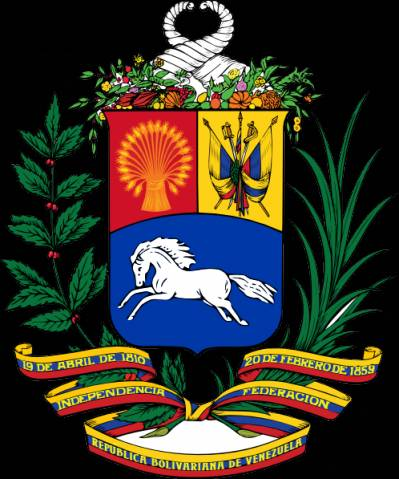 19 DE ABRIL DE 1810
20 DE FEBRERO DE 1859
INDEPENDENCIA
FEDERACION
REPUBLICA BOLIVARIANA DE VENEZUELA